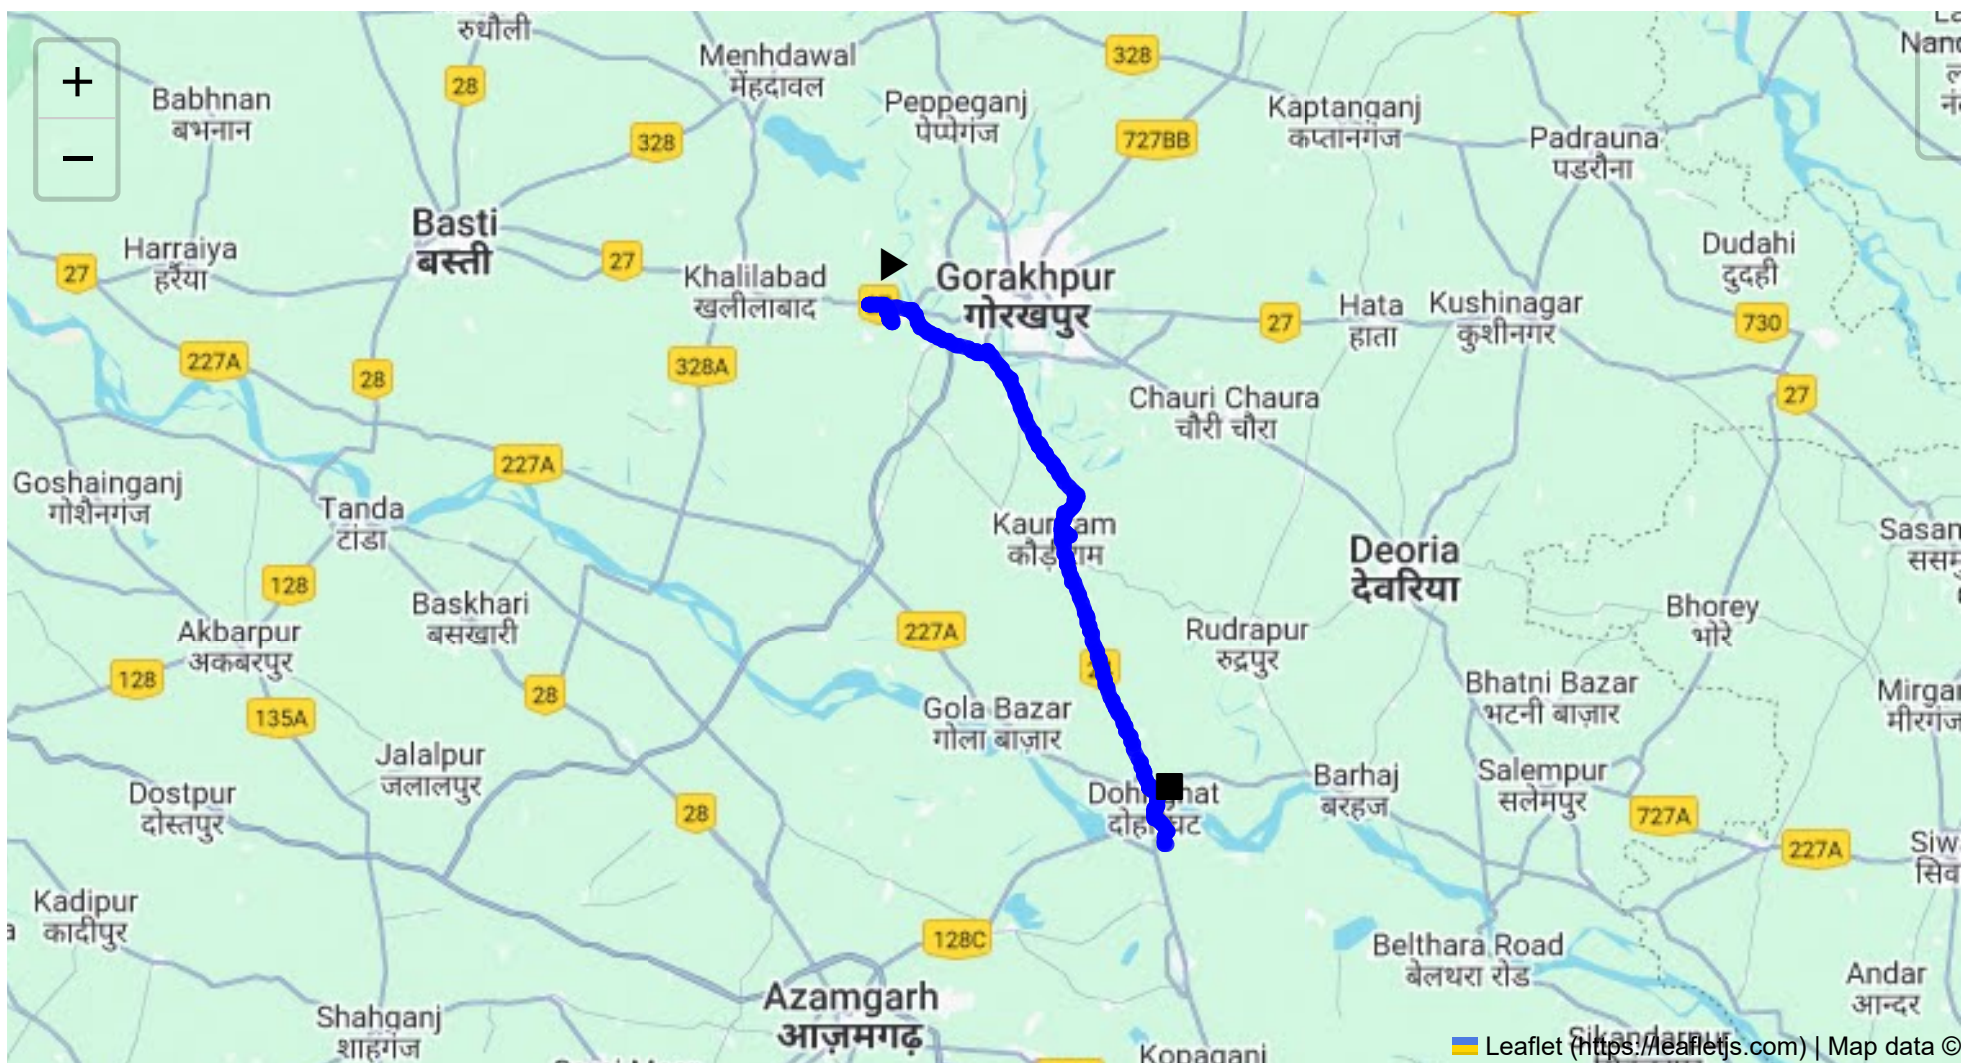 रुधौली
+
−
28
Menhdawal
मेंहदावल
328
Babhnan
बभनान
Peppeganj
पेप्पेगंज
Kaptanganj
कप्तानगंज
328
727BB
Padrauna
पडरौना
Basti
बस्ती
Harraiya
हर्रैया
27
27
Khalilabad
खलीलाबाद
Gorakhpur
गोरखपुर
Dudahi
दुदही
27
Hata
हाता
Kushinagar
कुशीनगर
730
227A
28
328A
27
Chauri Chaura
चौरी चौरा
227A
Goshainganj
गोशैनगंज
Tanda
टांडा
Deoria
देवरिया
128
Baskhari
बसखारी
Akbarpur
अकबरपुर
227A
Rudrapur
रुद्रपुर
Bhorey
भोरे
128
28
135A
Gola Bazar
गोला बाज़ार
Bhatni Bazar
भटनी बाज़ार
Jalalpur
जलालपुर
Dostpur
दोस्तपुर
28
Barhaj
बरहज
Salempur
सलेमपुर
727A
227A
Kadipur
कादीपुर
128C
Belthara Road
बेलथरा रोड
Andar
आन्दर
Azamgarh
आज़मगढ़
Shahganj
शाहगंज
Kopaganj
Sikandarpur
Leaflet (https://leafletjs.com) | Map data ©